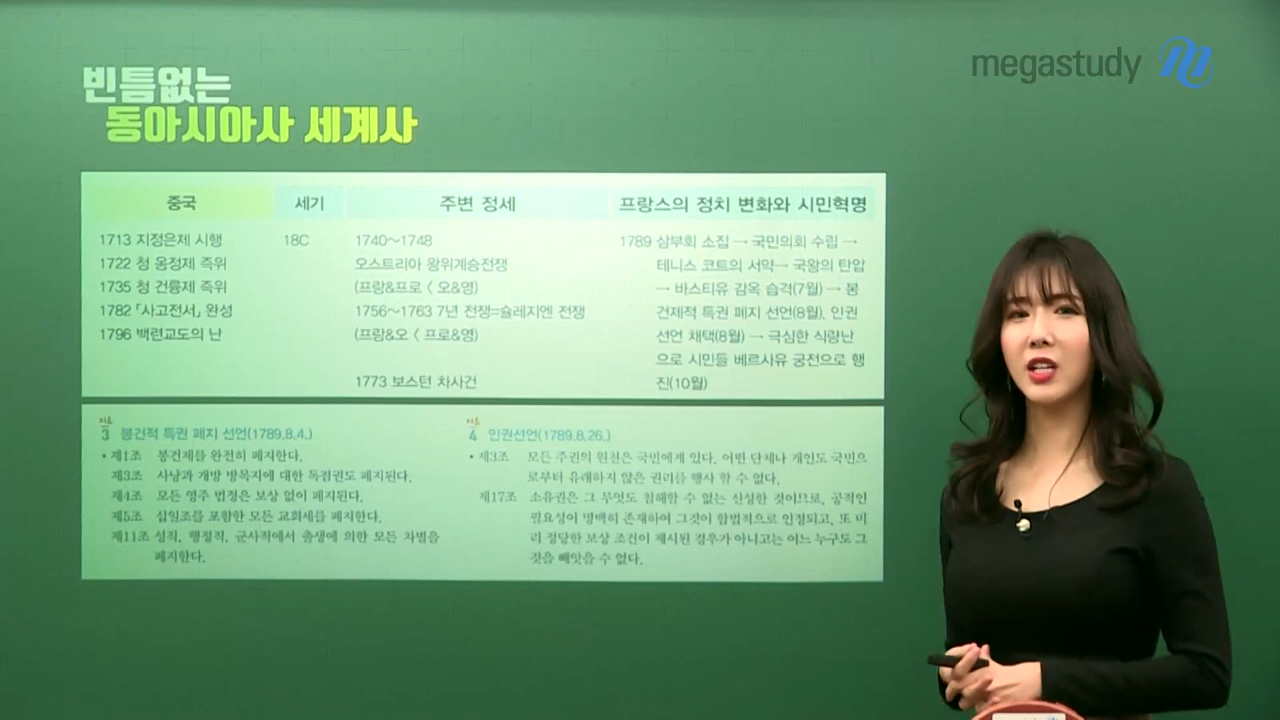 megastudy
빈틈없는
동아시아사 세계사
중국 세기 주변 정세 프랑스의 정치 변화와 시민혁명
1713 지정은제 시행 18C 1740~1748 1789 삼부회 소집 → 국민의회 수립 →
1722 청 옹정제 즉위 오스트리아 왕위계승전쟁 테니스 코트의 서약→ 국왕의 탄압
1735 청 건륭제 즉위 (프랑&프로 < 오&영) → 바스티유 감옥 습격(7월) → 봉
1782 「사고전서」 완성 1756~1763 7년 전쟁=슐레지엔 전쟁 건제적 특권 폐지 선언(8월), 인권
1796 백련교도의 난 (프랑&오 < 프로&영) 선언 채택(8월) → 극심한 식량난
으로 시민들 베르사유 궁전으로 행
1773 보스턴 차사건 진(10월)
자료 3 봉건적 특권 폐지 선언(1789.8.4.)
• 제1조 봉건제를 완전히 폐지한다.
제3조 사냥과 개방 방목지에 대한 독점권도 폐지된다.
제4조 모든 영주 법정은 보상 없이 폐지된다.
제5조 십일조를 포함한 모든 교회세를 폐지한다.
제11조 성직, 행정직, 군사직에서 출생에 의한 모든 차별을
폐지한다.
자료 4 인권선언(1789.8.26.)
• 제3조 모든 주권의 원천은 국민에게 있다. 어떤 단체나 개인도 국민으
로부터 유래하지 않은 권리를 행사 할 수 없다.
제17조 소유권은 그 무엇도 침해할 수 없는 신성한 것이므로, 공적인
필요성이 명백히 존재하여 그것이 합법적으로 인정되고, 또 미
리 정당한 보상 조건이 제시된 경우가 아니고는 어느 누구도 그
것을 빼앗을 수 없다.